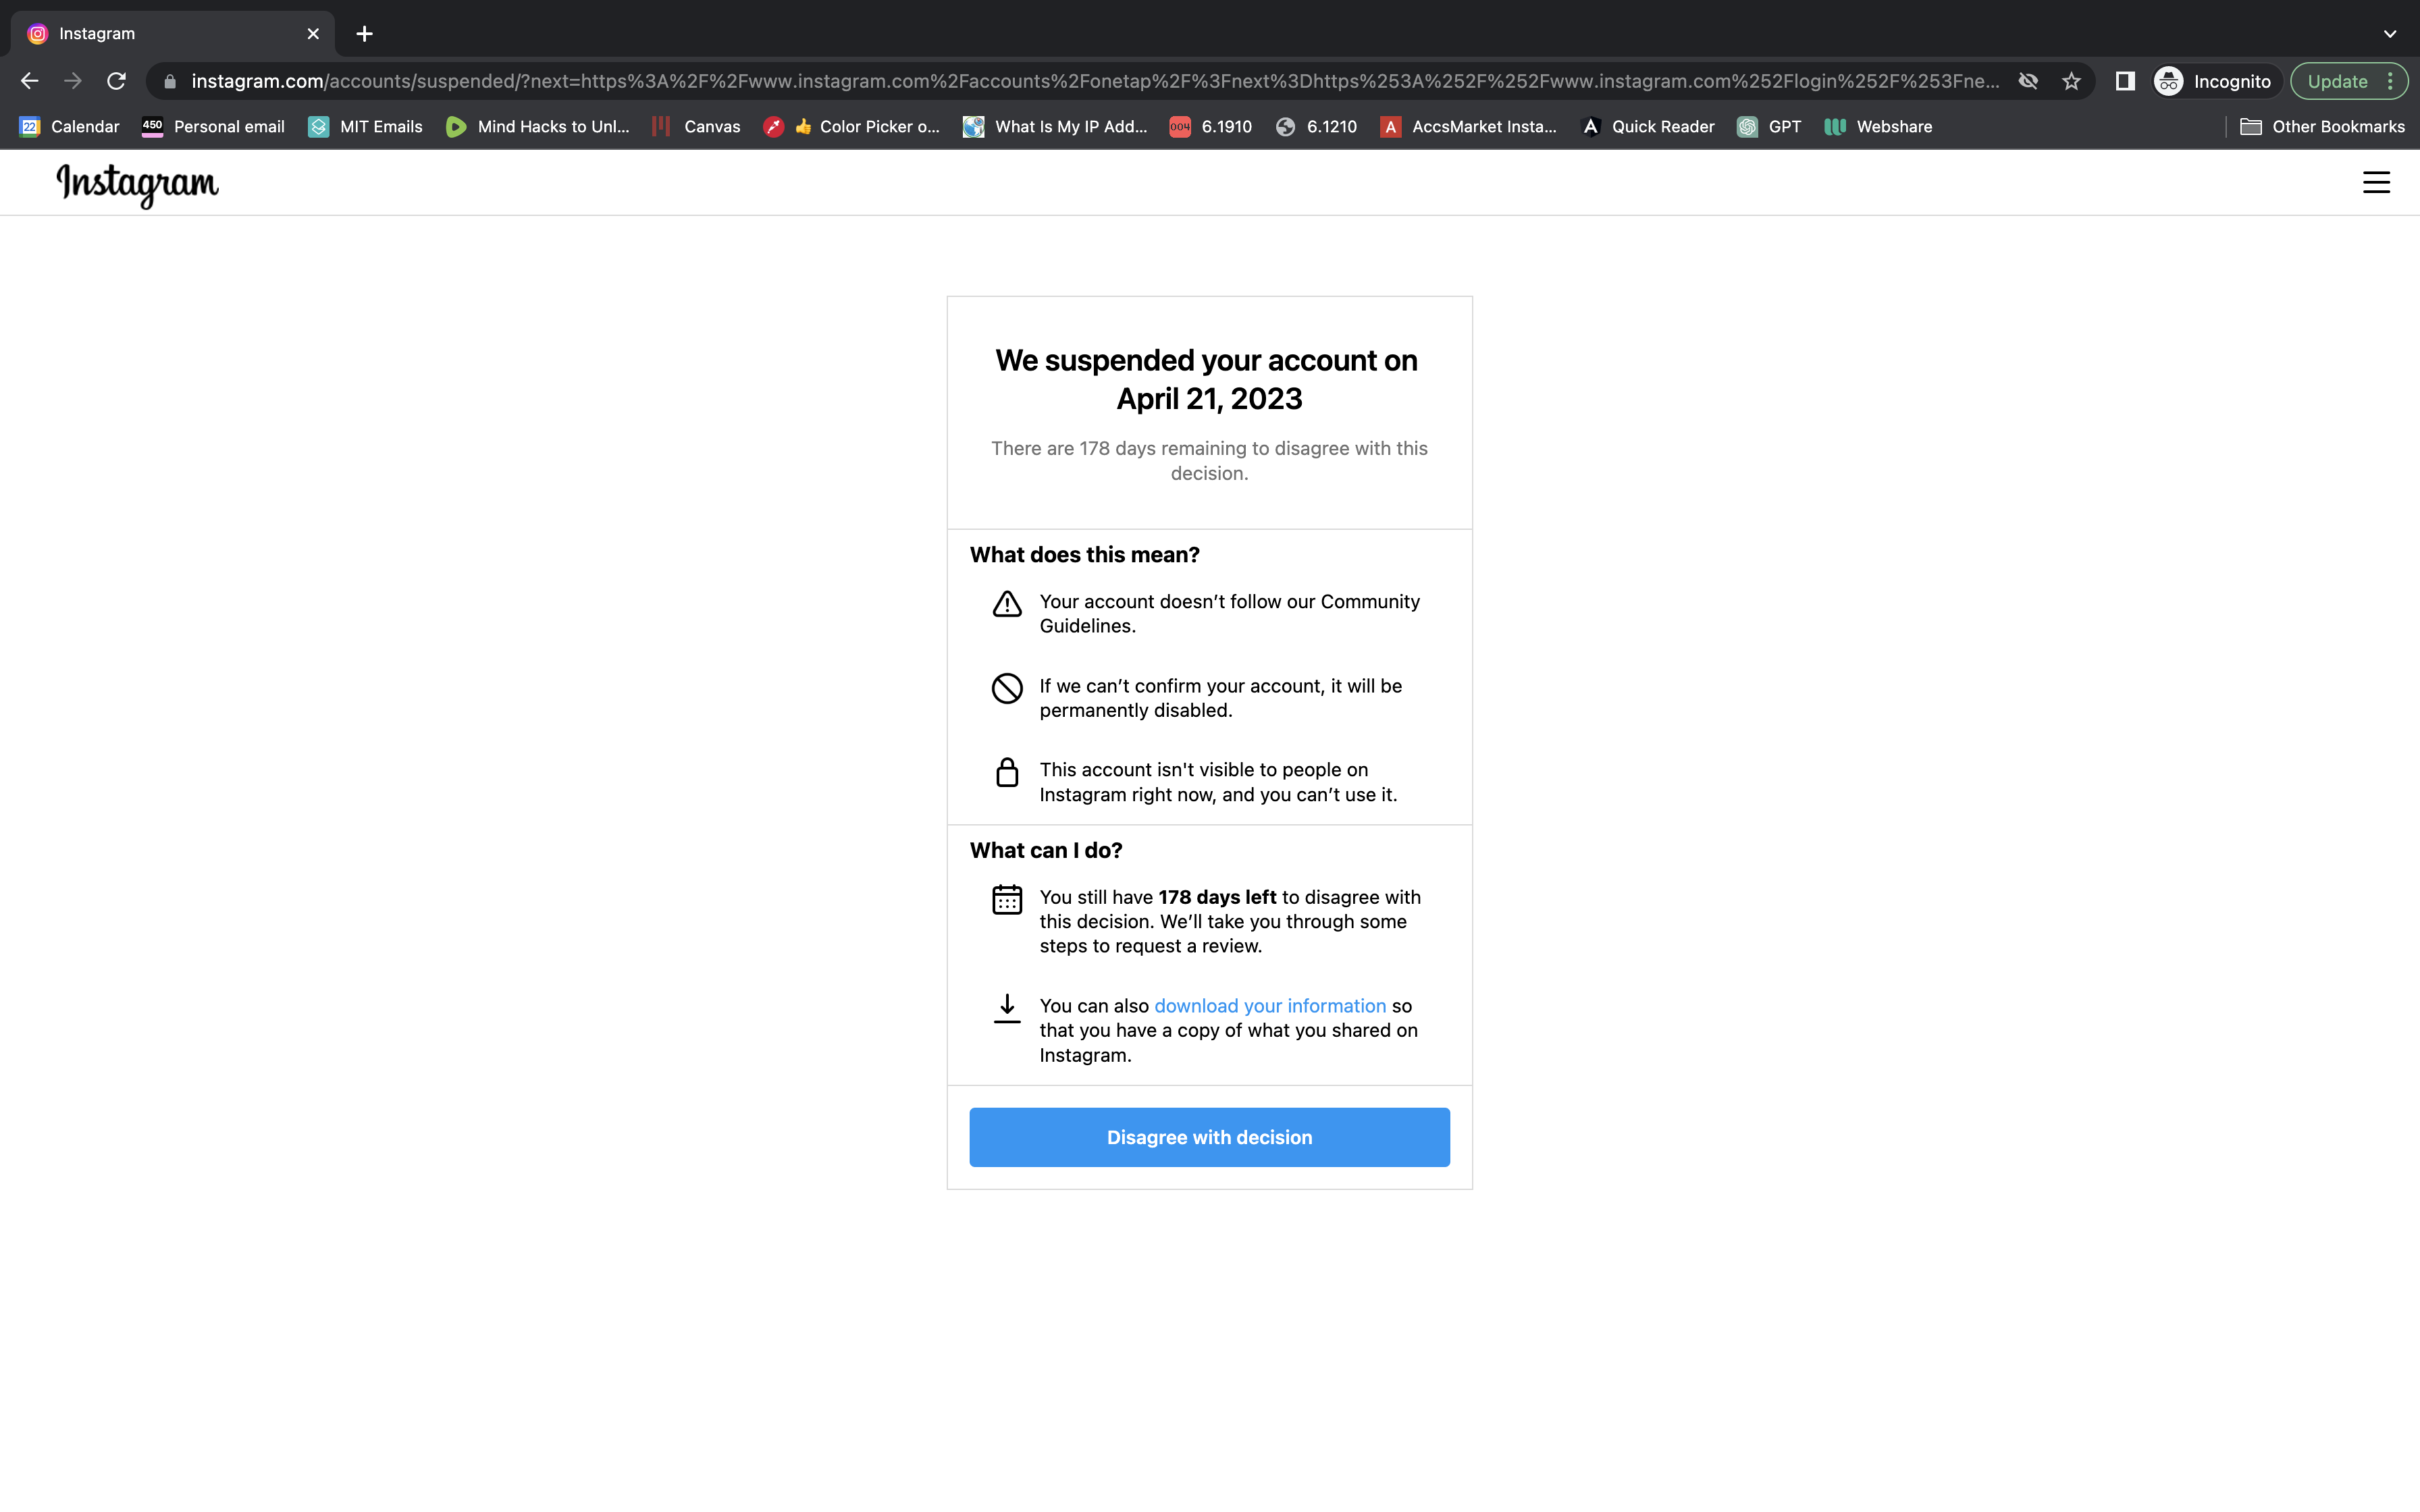 Instagram
instagram.com/accounts/suspended/?next=https%3A%2F%2Fwww.instagram.com%2Faccounts%2Fonetap%2F%3Fnext%3Dhttps%253A%252F%252Fwww.instagram.com%252Flogin%252F%253Fne... Incognito Update
22 Calendar 450 Personal email MIT Emails Mind Hacks to Unl... Canvas 👍 Color Picker o... What Is My IP Add... 004 6.1910 6.1210 A AccsMarket Insta... A Quick Reader GPT Webshare Other Bookmarks
Instagram
We suspended your account on
April 21, 2023
There are 178 days remaining to disagree with this
decision.
What does this mean?
Your account doesn’t follow our Community
Guidelines.
If we can’t confirm your account, it will be
permanently disabled.
This account isn't visible to people on
Instagram right now, and you can’t use it.
What can I do?
You still have 178 days left to disagree with
this decision. We’ll take you through some
steps to request a review.
You can also download your information so
that you have a copy of what you shared on
Instagram.
Disagree with decision